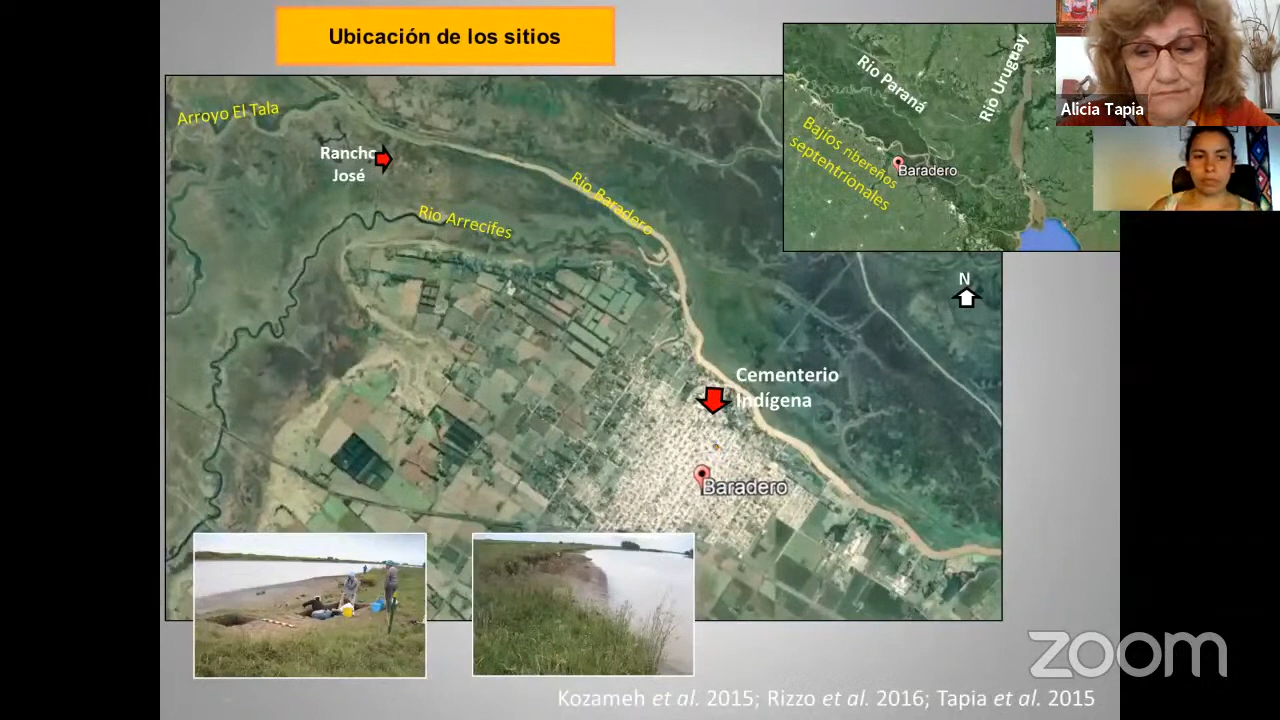 Ubicación de los sitios
Arroyo El Tala
Rancho
José
Río Arrecifes
Río Baradero
Río Paraná
Río Uruguay
Bajíos ribereños
septentrionales
Baradero
Alicia Tapia
N
Cementerio
Indígena
Baradero
zoom
Kozameh et al. 2015; Rizzo et al. 2016; Tapia et al. 2015